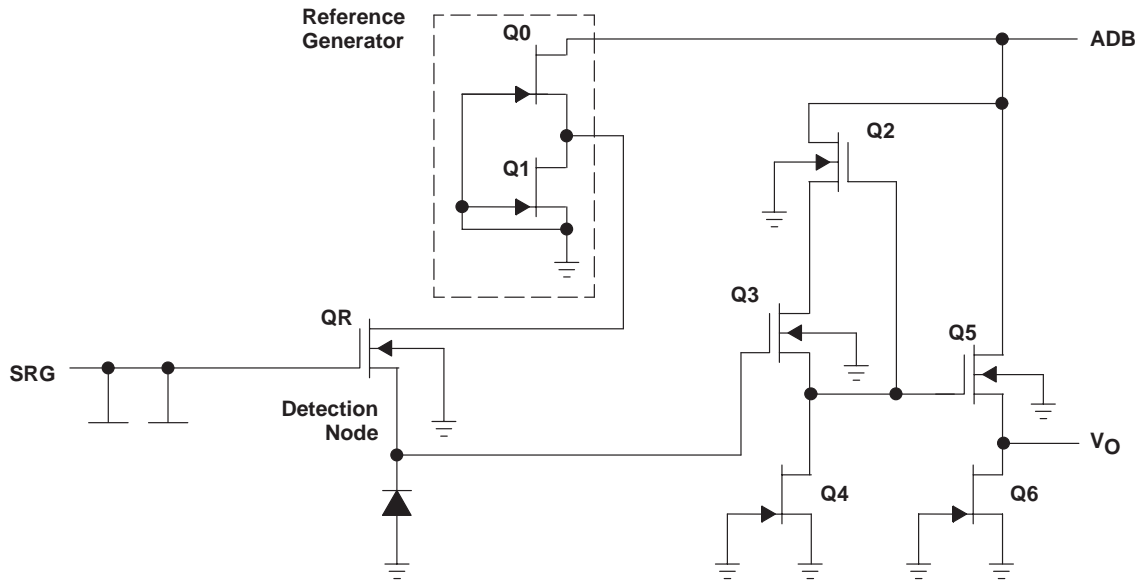 Reference
Generator
Q0
ADB
Q2
Q1
Q3
QR
Q5
SRG
Detection
Node
VO
Q4
Q6